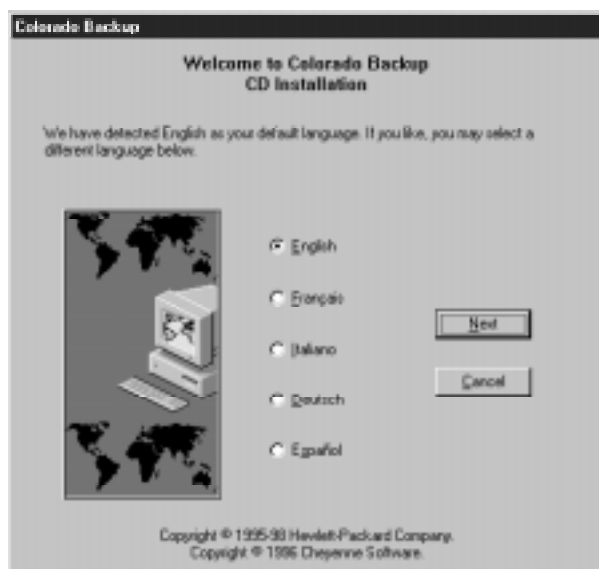 Colorado Backup
Welcome to Colorado Backup
CD Installation
We have detected English as your default language. If you like, you may select a
different language below.
English
Français
Italiano
Deutsch
Español
Next
Cancel
Copyright © 1995-98 Hewlett-Packard Company.
Copyright © 1996 Cheyenne Software.